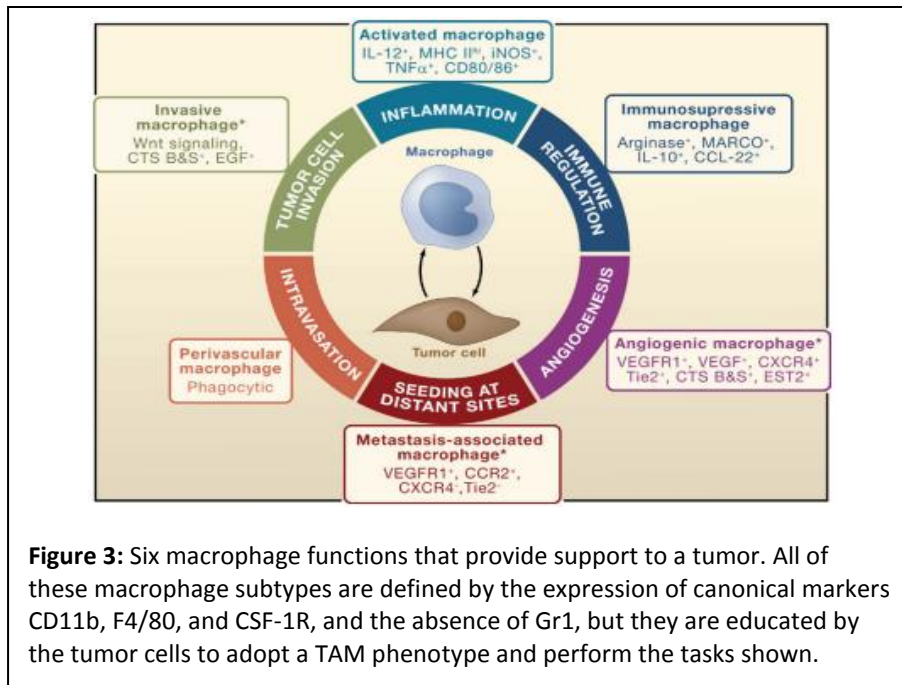 Activated macrophage
IL-12⁺, MHC IIʰⁱ, iNOS⁺,
TNFα⁺, CD80/86⁺
Invasive
macrophage*
Wnt signaling,
CTS B&S⁺, EGF⁺
Immunosupressive
macrophage
Arginase⁺, MARCO⁺,
IL-10⁺, CCL-22⁺
INFLAMMATION
TUMOR CELL
INVASION
IMMUNE
REGULATION
Macrophage
INTRAVASATION
ANGIOGENESIS
Tumor cell
Perivascular
macrophage
Phagocytic
Angiogenic macrophage*
VEGFR1⁺, VEGF⁺, CXCR4⁺
Tie2⁺, CTS B&S⁺, EST2⁺
SEEDING AT
DISTANT SITES
Metastasis-associated
macrophage*
VEGFR1⁺, CCR2⁺,
CXCR4⁻,Tie2⁻
Figure 3: Six macrophage functions that provide support to a tumor. All of
these macrophage subtypes are defined by the expression of canonical markers
CD11b, F4/80, and CSF-1R, and the absence of Gr1, but they are educated by
the tumor cells to adopt a TAM phenotype and perform the tasks shown.